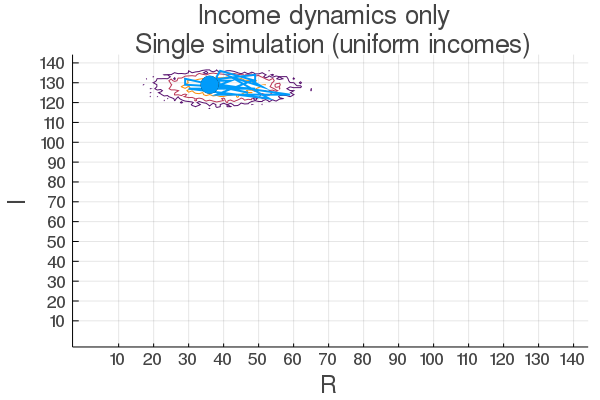 Income dynamics only
Single simulation (uniform incomes)
140
130
120
110
100
90
80
70
60
50
40
30
20
10
I
10 20 30 40 50 60 70 80 90 100 110 120 130 140
R